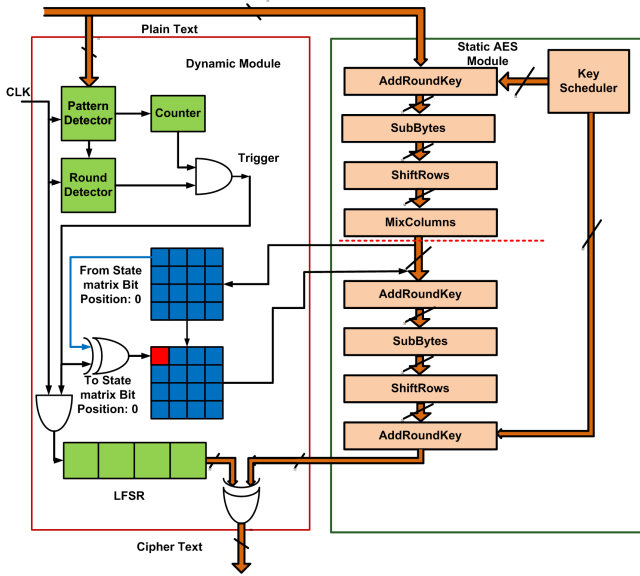 Plain Text
Static AES
Module
Dynamic Module
CLK
Pattern
Detector
Counter
Round
Detector
Trigger
AddRoundKey
Key
Scheduler
SubBytes
ShiftRows
MixColumns
From State
matrix Bit
Position: 0
To State
matrix Bit
Position: 0
AddRoundKey
SubBytes
ShiftRows
AddRoundKey
LFSR
Cipher Text